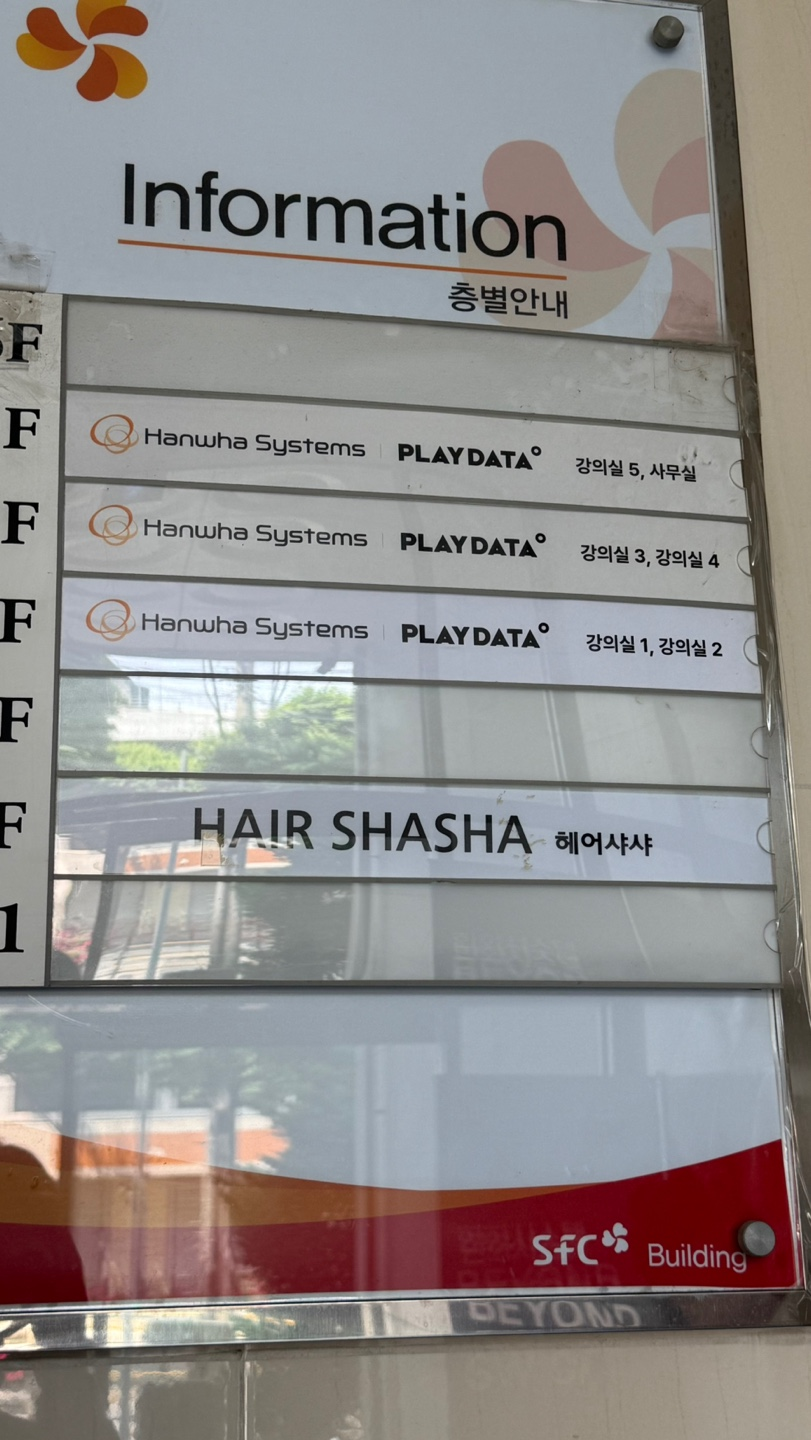 Information
층별안내
F
F Hanwha Systems | PLAYDATA 강의실 5, 사무실
F Hanwha Systems | PLAYDATA 강의실 3, 강의실 4
F Hanwha Systems | PLAYDATA 강의실 1, 강의실 2
F
F HAIR SHASHA 헤어샤샤
1
SfC Building
BEYOND